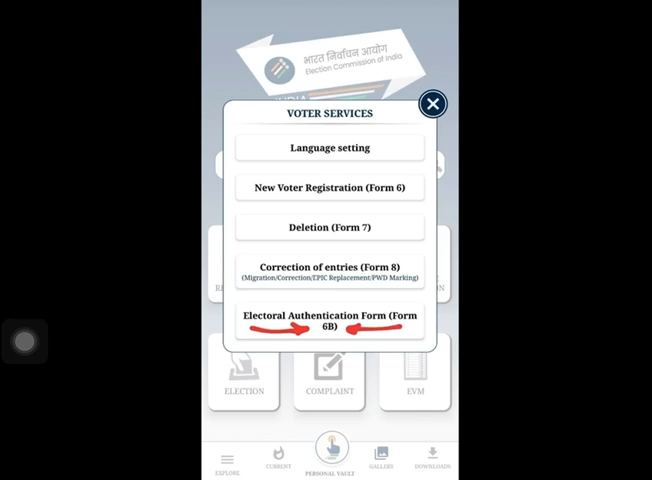 भारत निर्वाचन आयोग
Election Commission of India
INDIA
VOTER SERVICES
Language setting
New Voter Registration (Form 6)
Deletion (Form 7)
Correction of entries (Form 8)
(Migration/Correction/EPIC Replacement/PWD Marking)
Electoral Authentication Form (Form
6B)
ELECTION
COMPLAINT
EVM
EXPLORE
CURRENT
PERSONAL VAULT
GALLERY
DOWNLOADS